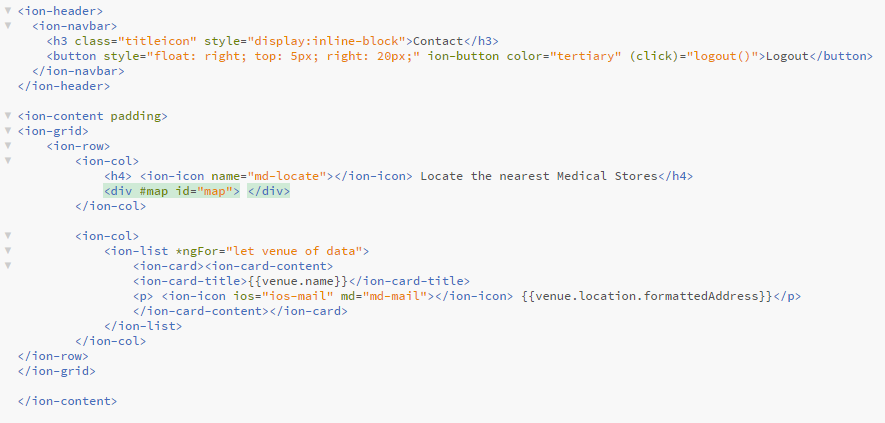 <ion-header>
<ion-navbar>
<h3 class="titleicon" style="display:inline-block">Contact</h3>
<button style="float: right; top: 5px; right: 20px;" ion-button color="tertiary" (click)="logout()">Logout</button>
</ion-navbar>
</ion-header>
<ion-content padding>
<ion-grid>
<ion-row>
<ion-col>
<h4> <ion-icon name="md-locate"></ion-icon> Locate the nearest Medical Stores</h4>
<div #map id="map"> </div>
</ion-col>
<ion-col>
<ion-list *ngFor="let venue of data">
<ion-card><ion-card-content>
<ion-card-title>{{venue.name}}</ion-card-title>
<p> <ion-icon ios="ios-mail" md="md-mail"></ion-icon> {{venue.location.formattedAddress}}</p>
</ion-card-content></ion-card>
</ion-list>
</ion-col>
</ion-row>
</ion-grid>
</ion-content>